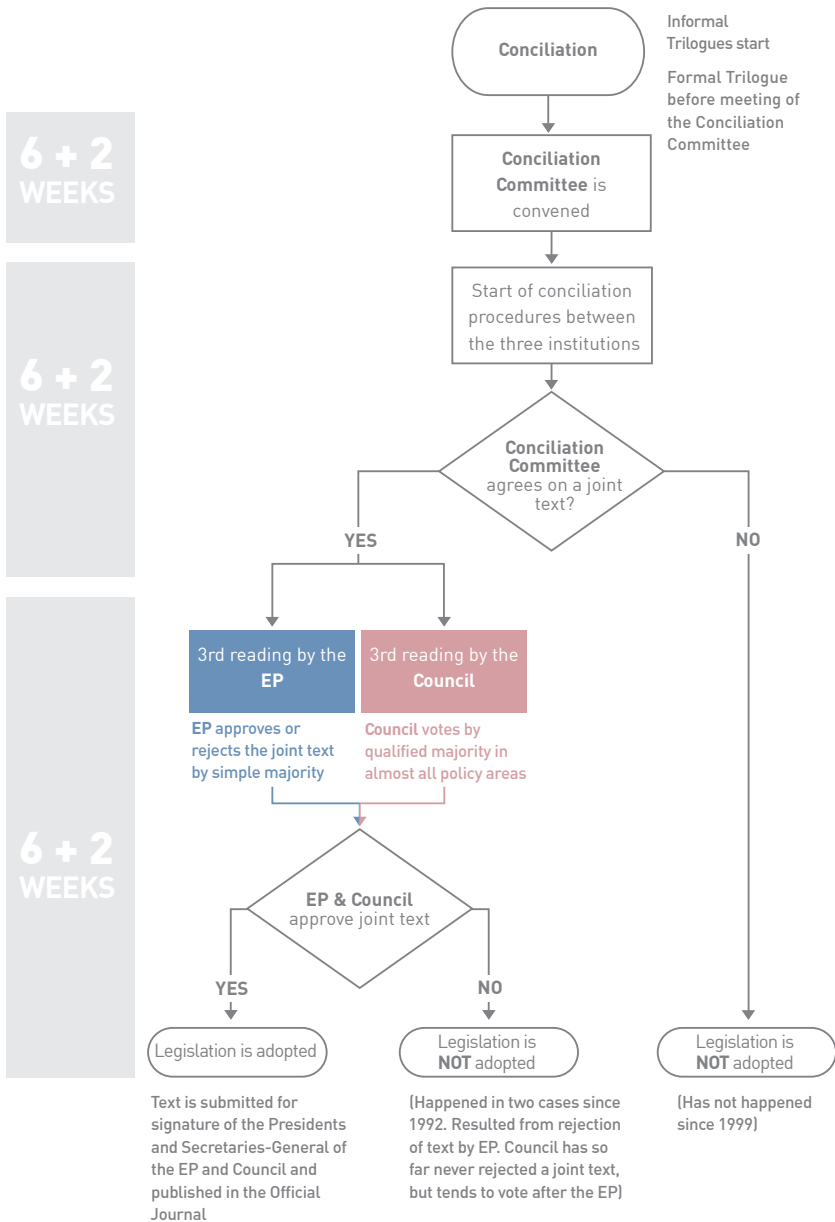 Conciliation
Informal
Trilogues start
Formal Trilogue
before meeting of
the Conciliation
Committee
6 + 2
WEEKS
Conciliation
Committee is
convened
6 + 2
WEEKS
Start of conciliation
procedures between
the three institutions
Conciliation
Committee
agrees on a joint
text?
YES
NO
3rd reading by the
EP
3rd reading by the
Council
EP approves or
rejects the joint text
by simple majority
Council votes by
qualified majority in
almost all policy areas
6 + 2
WEEKS
EP & Council
approve joint text
YES
NO
Legislation is adopted
Legislation is
NOT adopted
Legislation is
NOT adopted
Text is submitted for
signature of the Presidents
and Secretaries-General of
the EP and Council and
published in the Official
Journal
(Happened in two cases since
1992. Resulted from rejection
of text by EP. Council has so
far never rejected a joint text,
but tends to vote after the EP)
(Has not happened
since 1999)